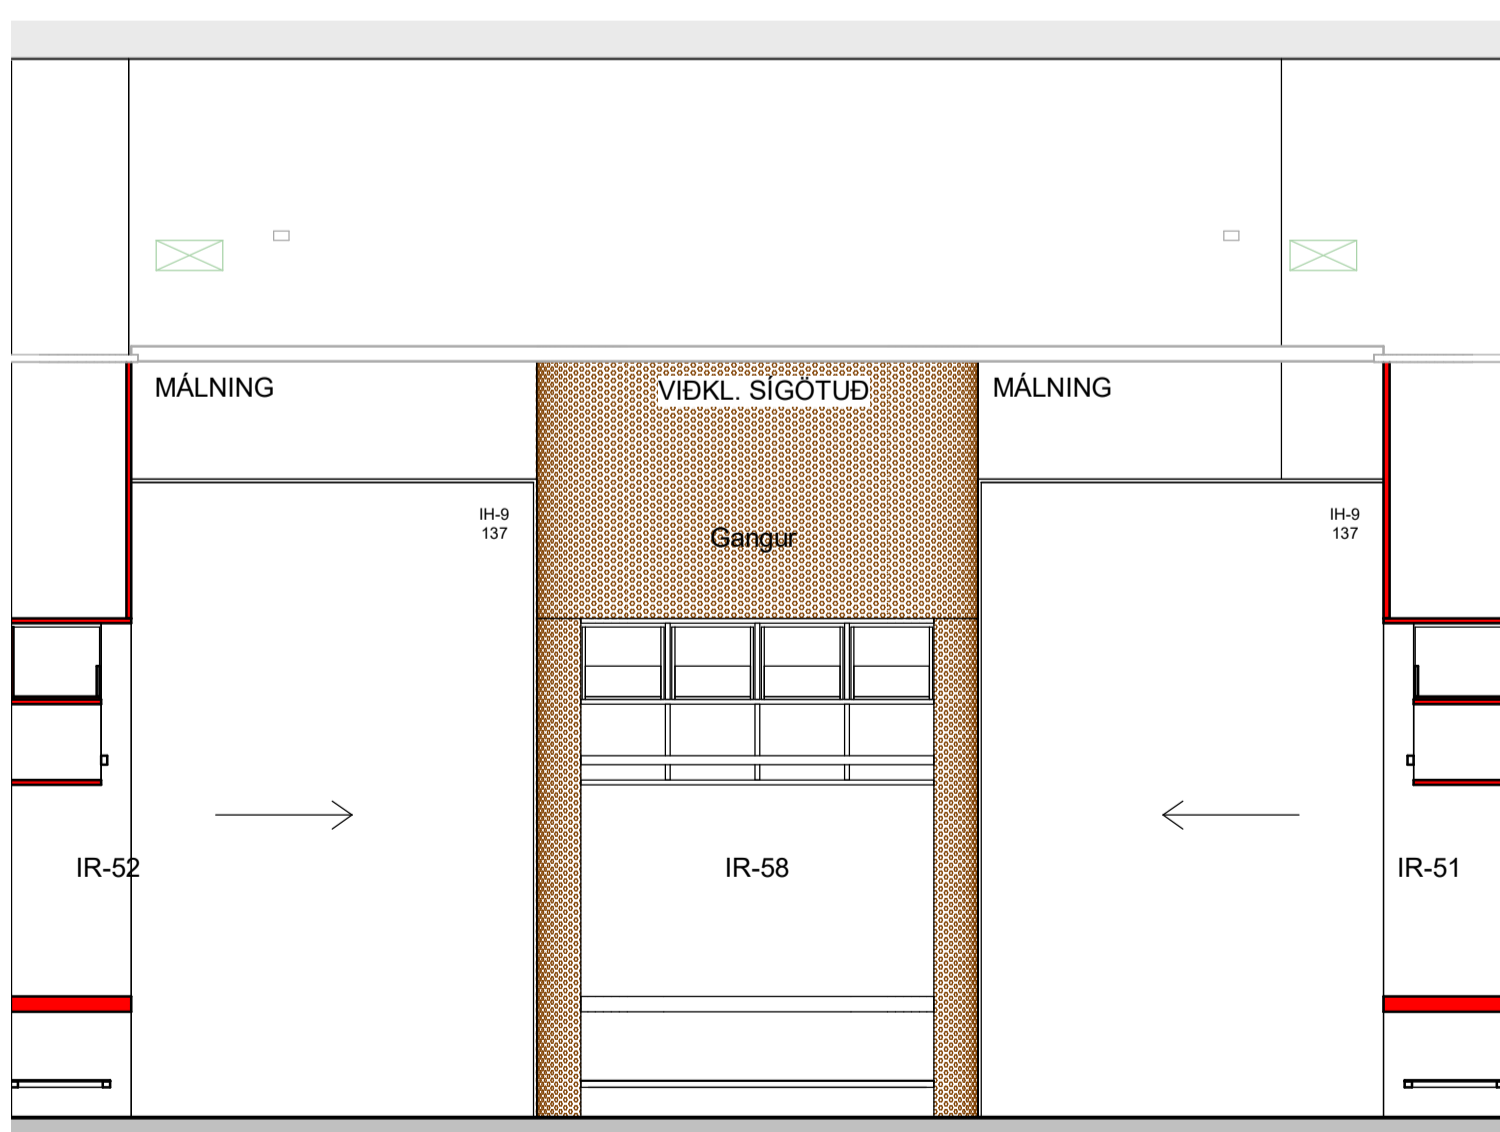 MÁLNING
VIÐKL. SÍGÖTUÐ
MÁLNING
IH-9
137
Gangur
IH-9
137
IR-52
IR-58
IR-51